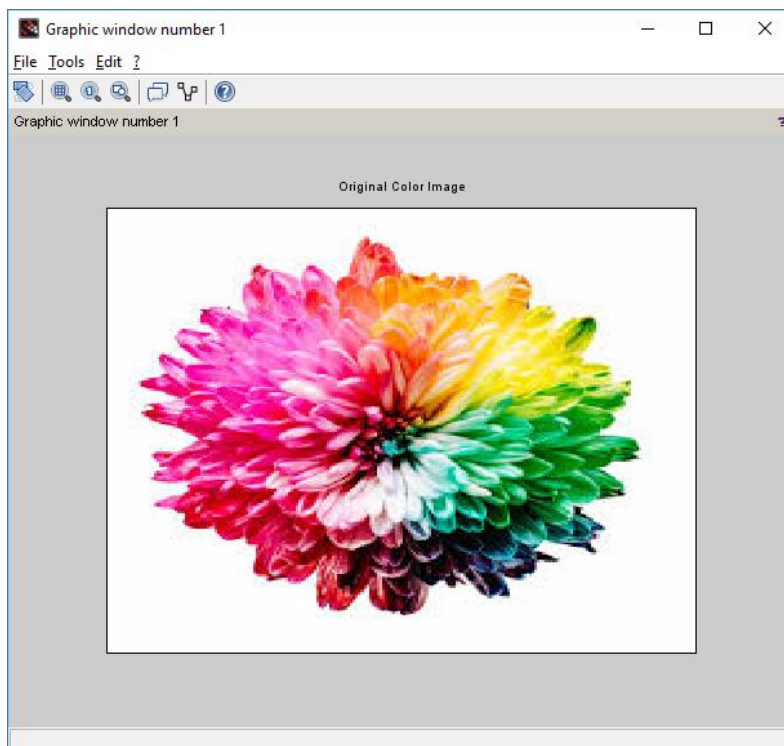 Graphic window number 1
File Tools Edit ?
Graphic window number 1 ?
Original Color Image